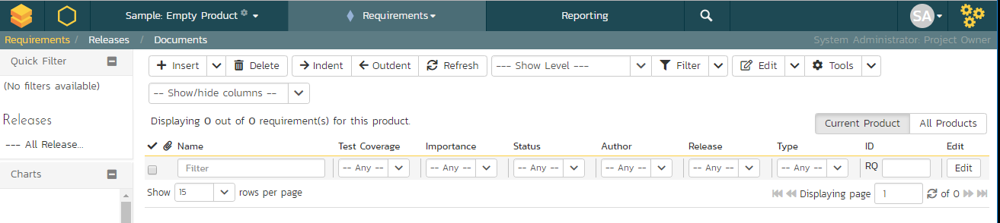 Sample: Empty Product Requirements Reporting SA
Requirements / Releases / Documents System Administrator: Project Owner
Quick Filter
(No filters available)
Releases
--- All Release...
Charts
Insert Delete Indent Outdent Refresh --- Show Level --- Filter Edit Tools
-- Show/hide columns --
Displaying 0 out of 0 requirement(s) for this product.
Current Product All Products
Name Test Coverage Importance Status Author Release Type ID Edit
Filter -- Any -- -- Any -- -- Any -- -- Any -- -- Any -- -- Any -- RQ Edit
Show 15 rows per page Displaying page 1 of 0